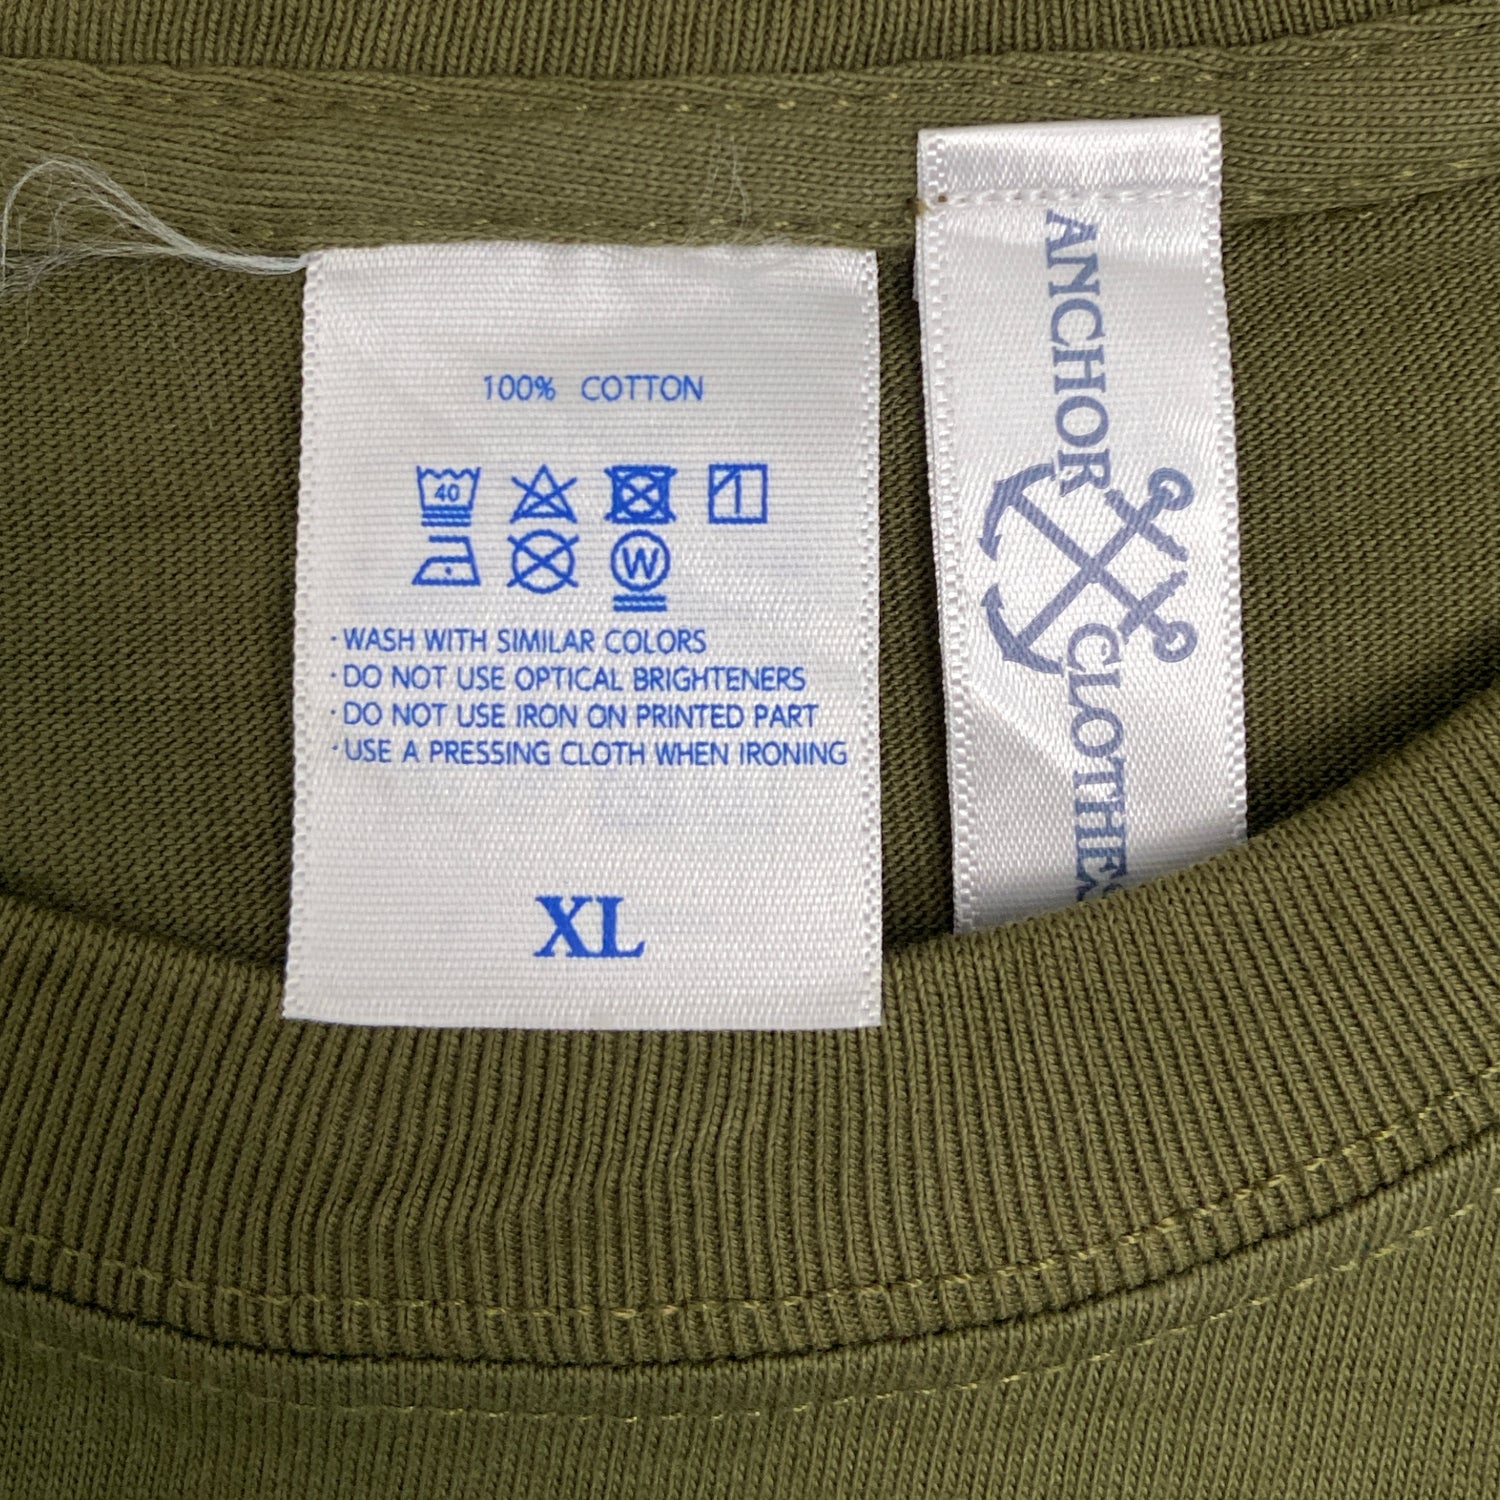 100% COTTON
40
W
·WASH WITH SIMILAR COLORS
·DO NOT USE OPTICAL BRIGHTENERS
·DO NOT USE IRON ON PRINTED PART
·USE A PRESSING CLOTH WHEN IRONING
XL
ANCHOR
CLOTHES